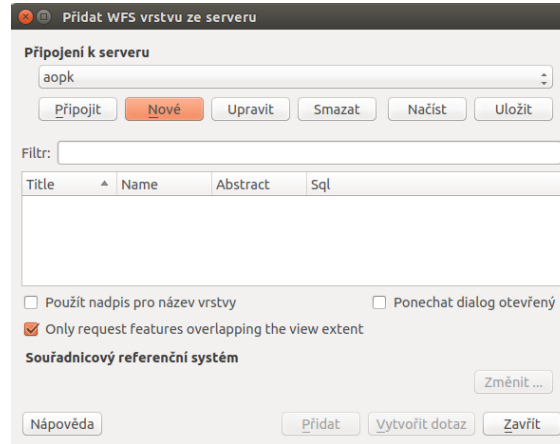 Přidat WFS vrstvu ze serveru
Připojení k serveru
aopk
Připojit Nové Upravit Smazat Načíst Uložit
Filtr:
Title Name Abstract Sql
Použít nadpis pro název vrstvy Ponechat dialog otevřený
Only request features overlapping the view extent
Souřadnicový referenční systém
Změnit ...
Nápověda Přidat Vytvořit dotaz Zavřít